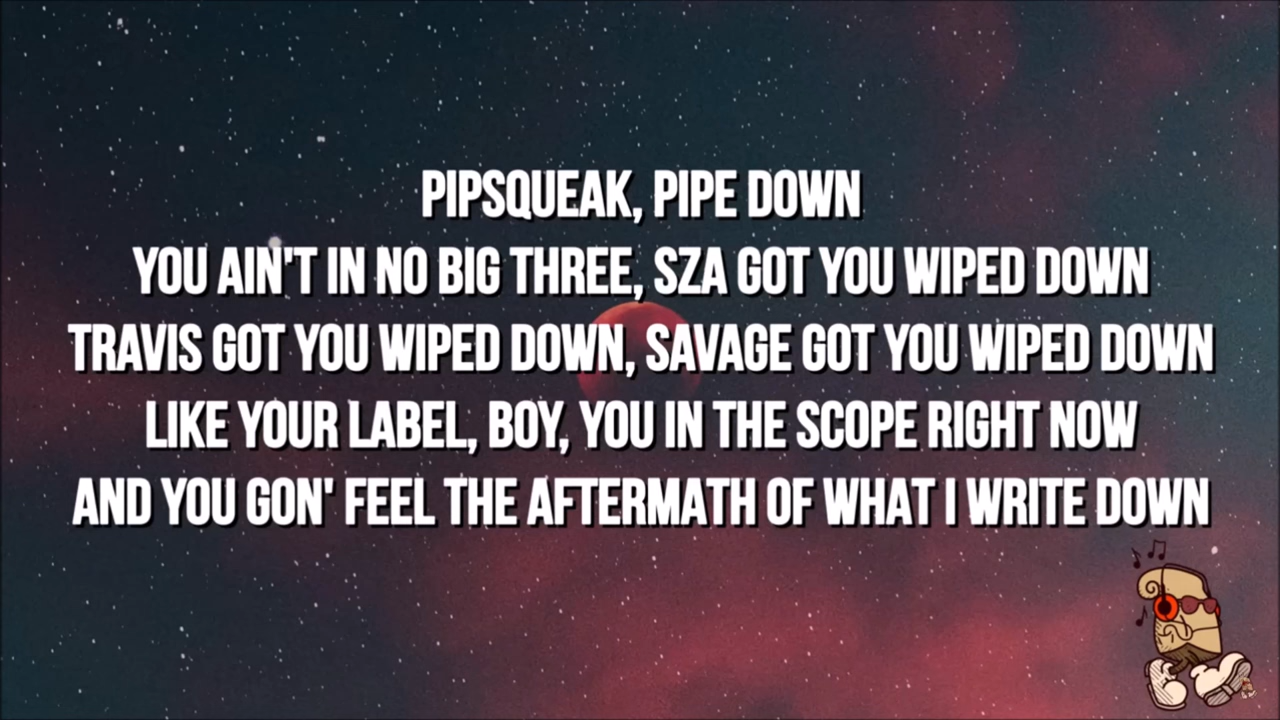 PIPSQUEAK, PIPE DOWN
YOU AIN'T IN NO BIG THREE, SZA GOT YOU WIPED DOWN
TRAVIS GOT YOU WIPED DOWN, SAVAGE GOT YOU WIPED DOWN
LIKE YOUR LABEL, BOY, YOU IN THE SCOPE RIGHT NOW
AND YOU GON' FEEL THE AFTERMATH OF WHAT I WRITE DOWN